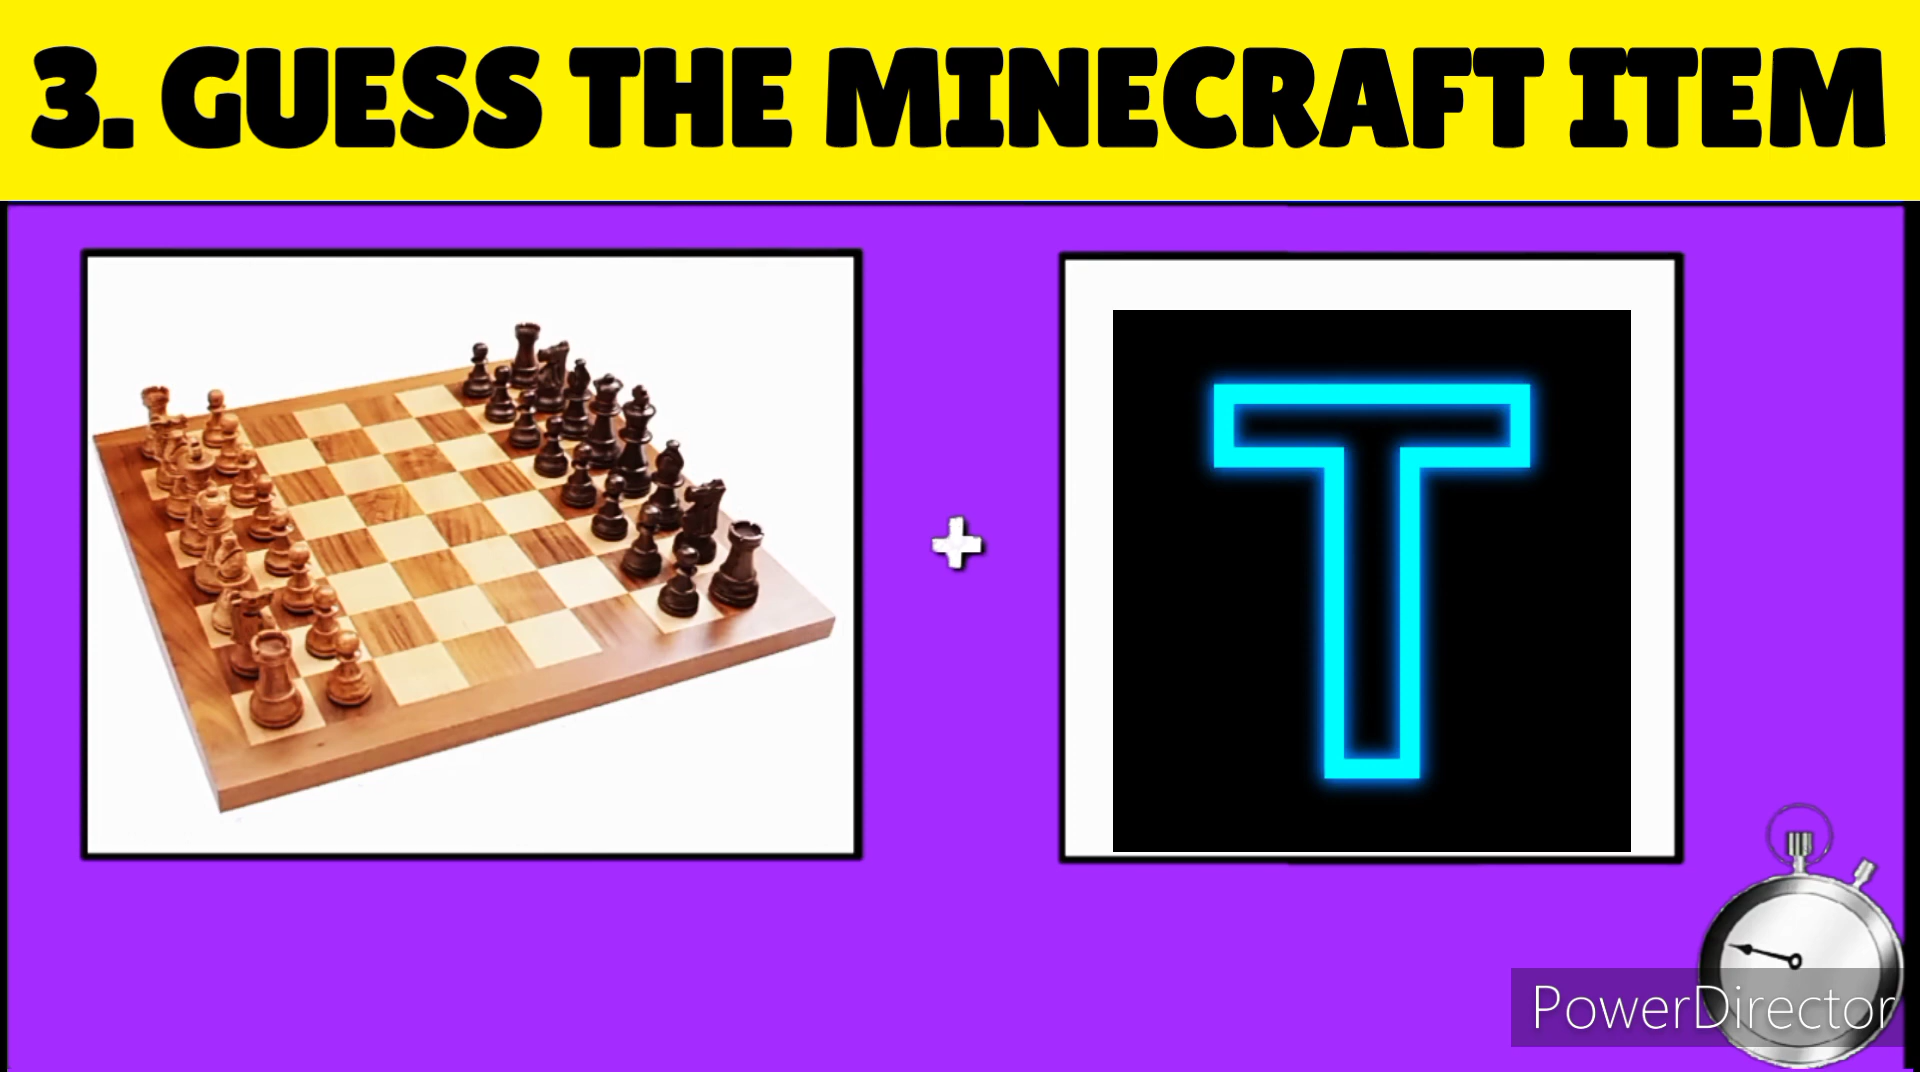 3. GUESS THE MINECRAFT ITEM
+
T
PowerDirector